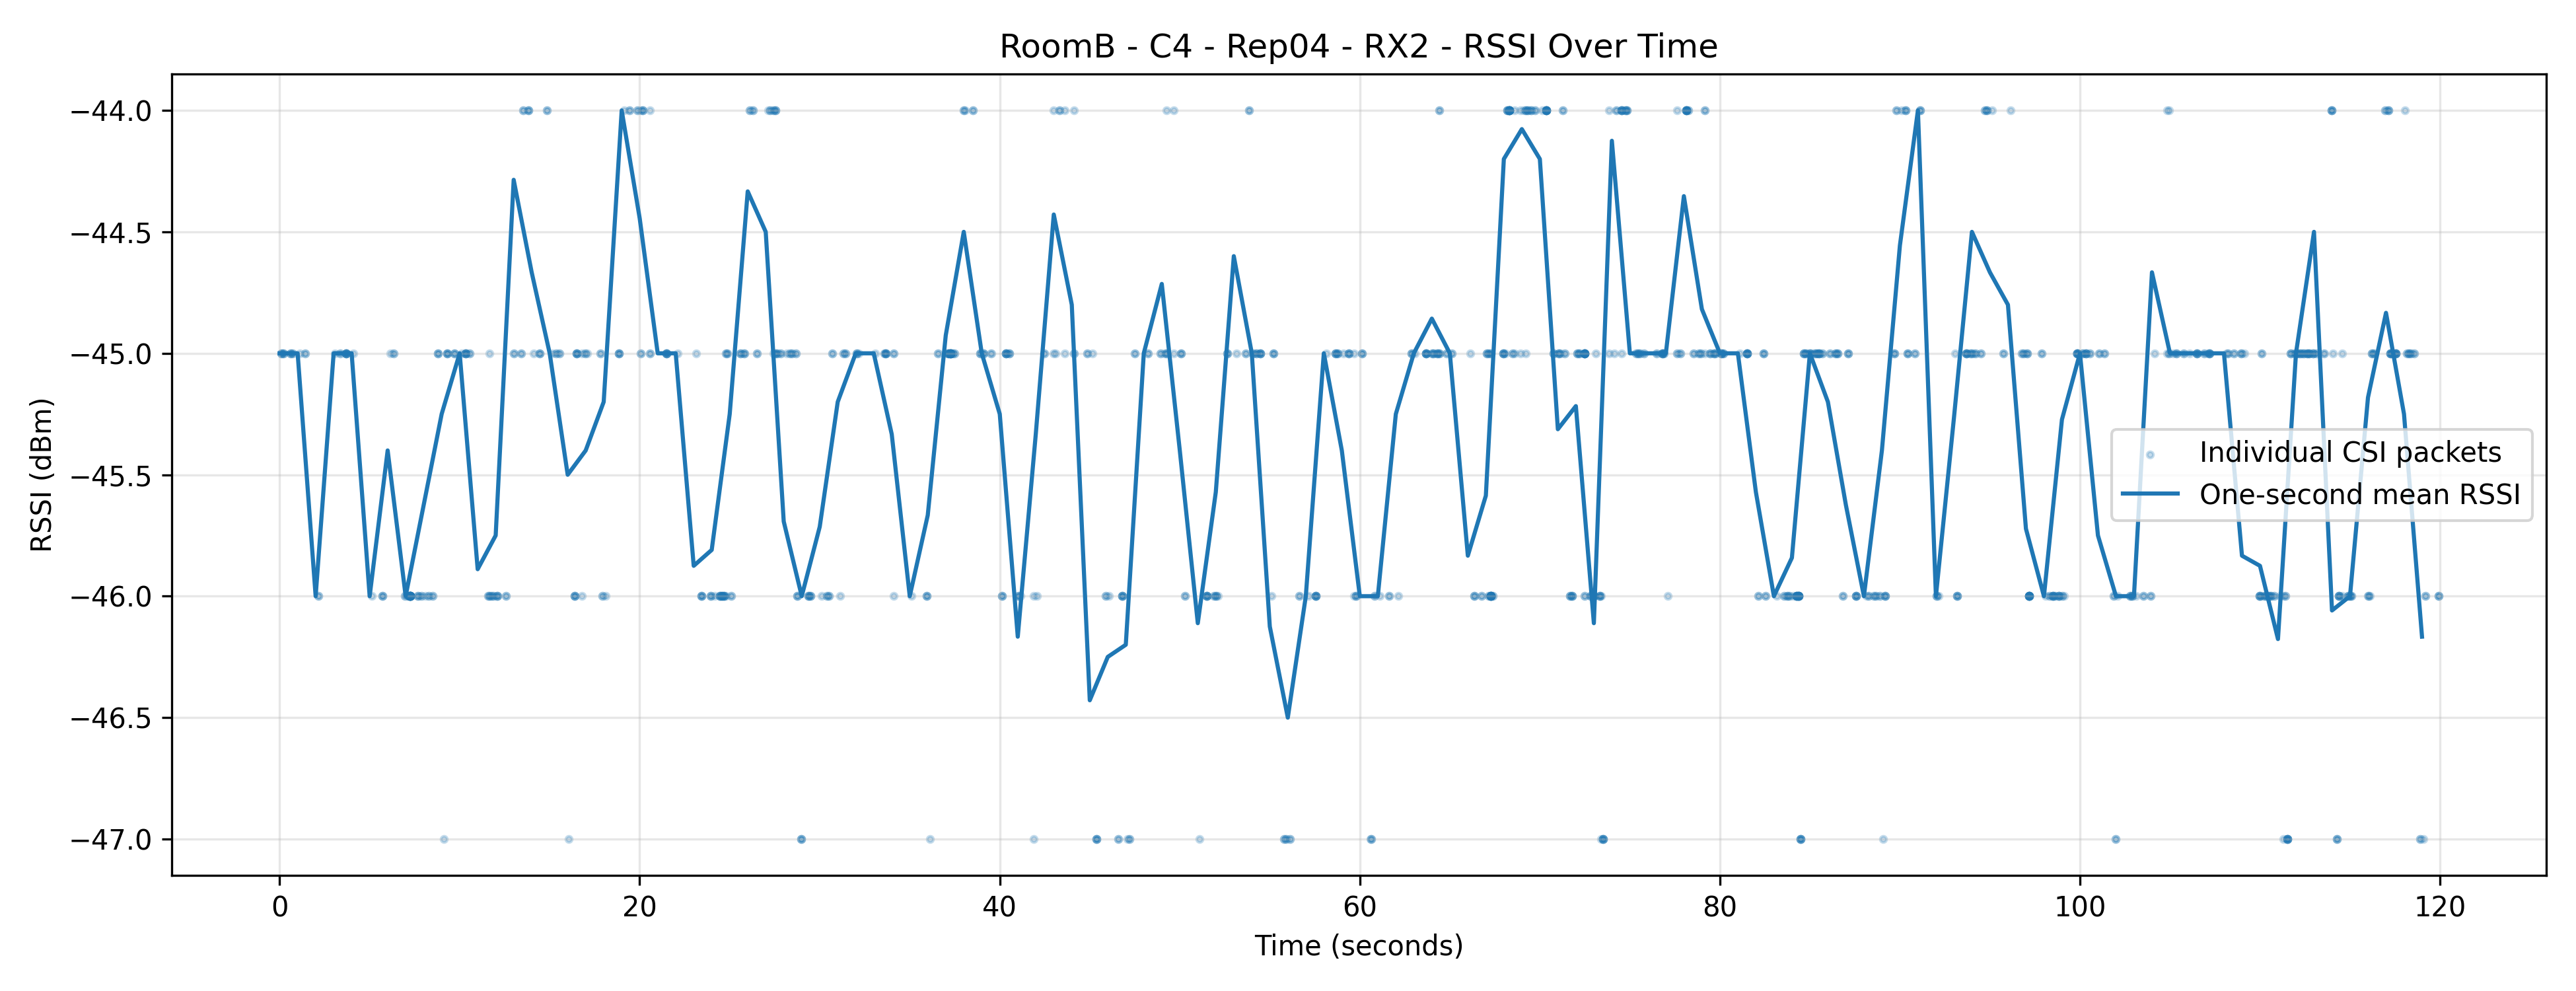 RoomB - C4 - Rep04 - RX2 - RSSI Over Time
RSSI (dBm)
−44.0
−44.5
−45.0
−45.5
−46.0
−46.5
−47.0
Individual CSI packets
One-second mean RSSI
0 20 40 60 80 100 120
Time (seconds)